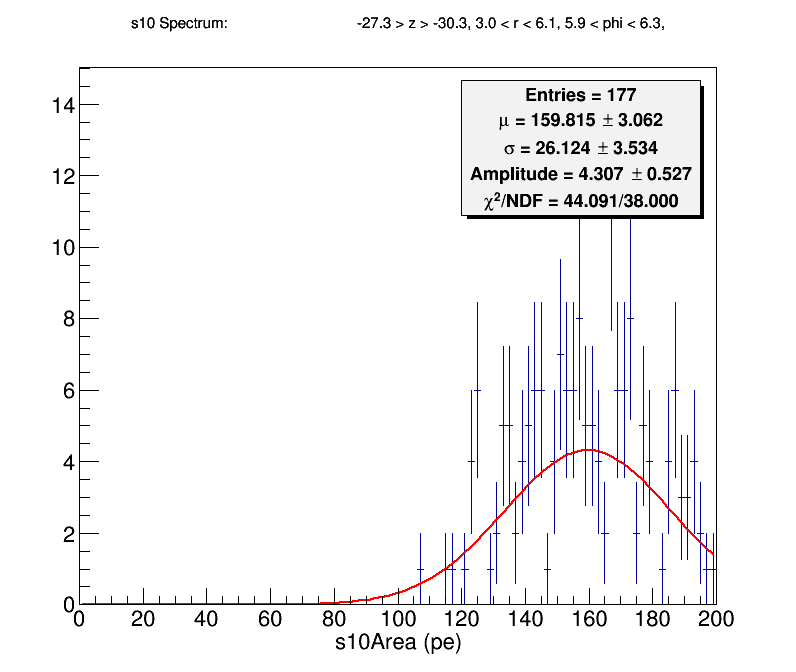 s10 Spectrum: -27.3 > z > -30.3, 3.0 < r < 6.1, 5.9 < phi < 6.3,
Entries = 177
μ = 159.815 ± 3.062
σ = 26.124 ± 3.534
Amplitude = 4.307 ± 0.527
χ²/NDF = 44.091/38.000
14
12
10
8
6
4
2
0
0 20 40 60 80 100 120 140 160 180 200
s10Area (pe)